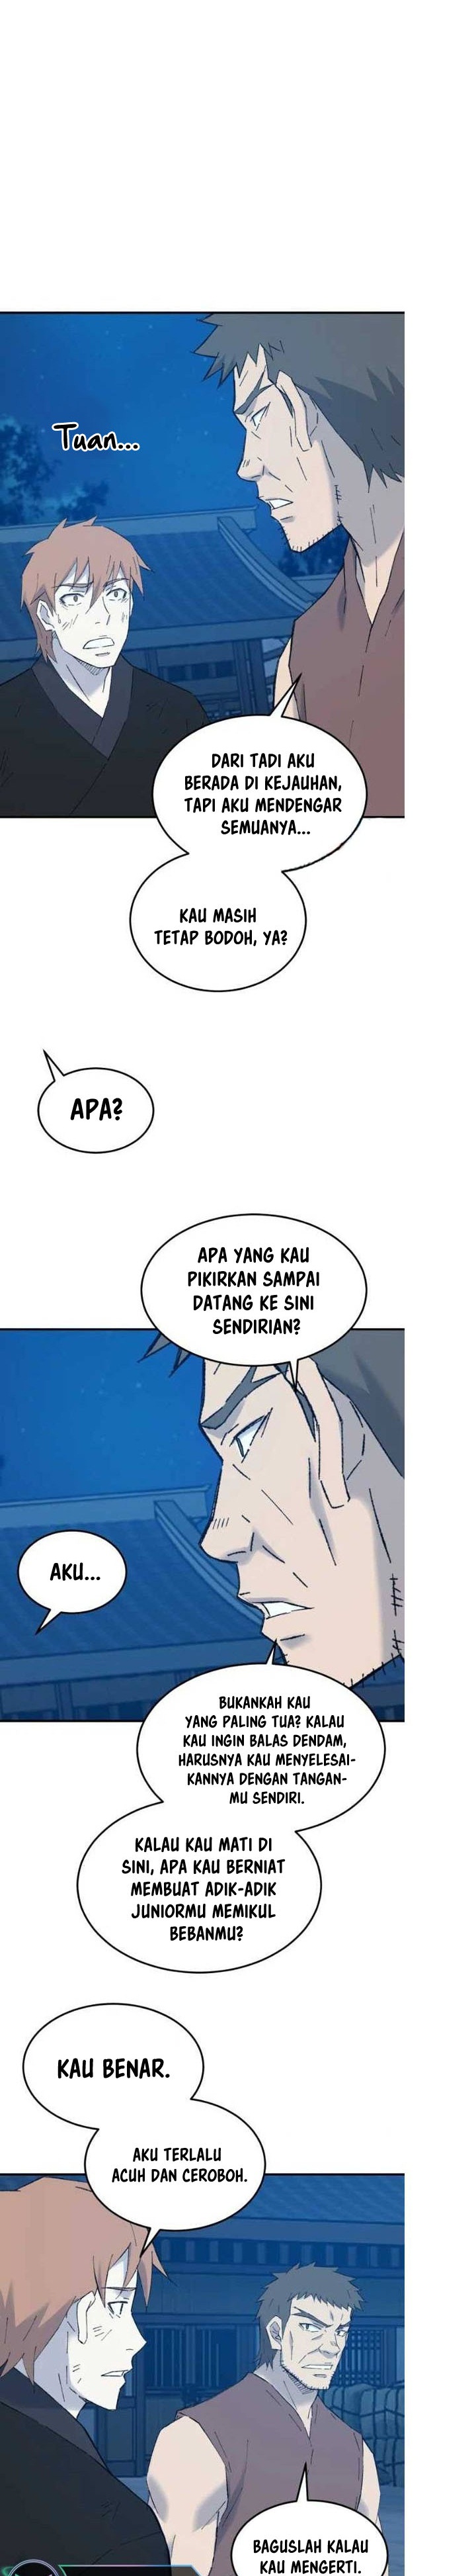 Tuan...
DARI TADI AKU
BERADA DI KEJAUHAN,
TAPI AKU MENDENGAR
SEMUANYA...
KAU MASIH
TETAP BODOH, YA?
APA?
APA YANG KAU
PIKIRKAN SAMPAI
DATANG KE SINI
SENDIRIAN?
AKU...
BUKANKAH KAU
YANG PALING TUA? KALAU
KAU INGIN BALAS DENDAM,
HARUSNYA KAU MENYELESAI-
KANNYA DENGAN TANGAN-
MU SENDIRI.
KALAU KAU MATI DI
SINI, APA KAU BERNIAT
MEMBUAT ADIK-ADIK
JUNIORMU MEMIKUL
BEBANMU?
KAU BENAR.
AKU TERLALU
ACUH DAN CEROBOH.
BAGUSLAH KALAU
KAU MENGERTI.